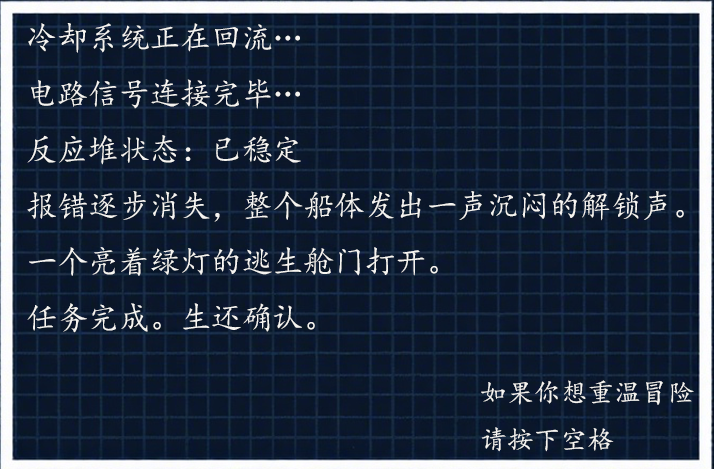 冷却系统正在回流…
电路信号连接完毕…
反应堆状态：已稳定
报错逐步消失，整个船体发出一声沉闷的解锁声。
一个亮着绿灯的逃生舱门打开。
任务完成。生还确认。
如果你想重温冒险
请按下空格